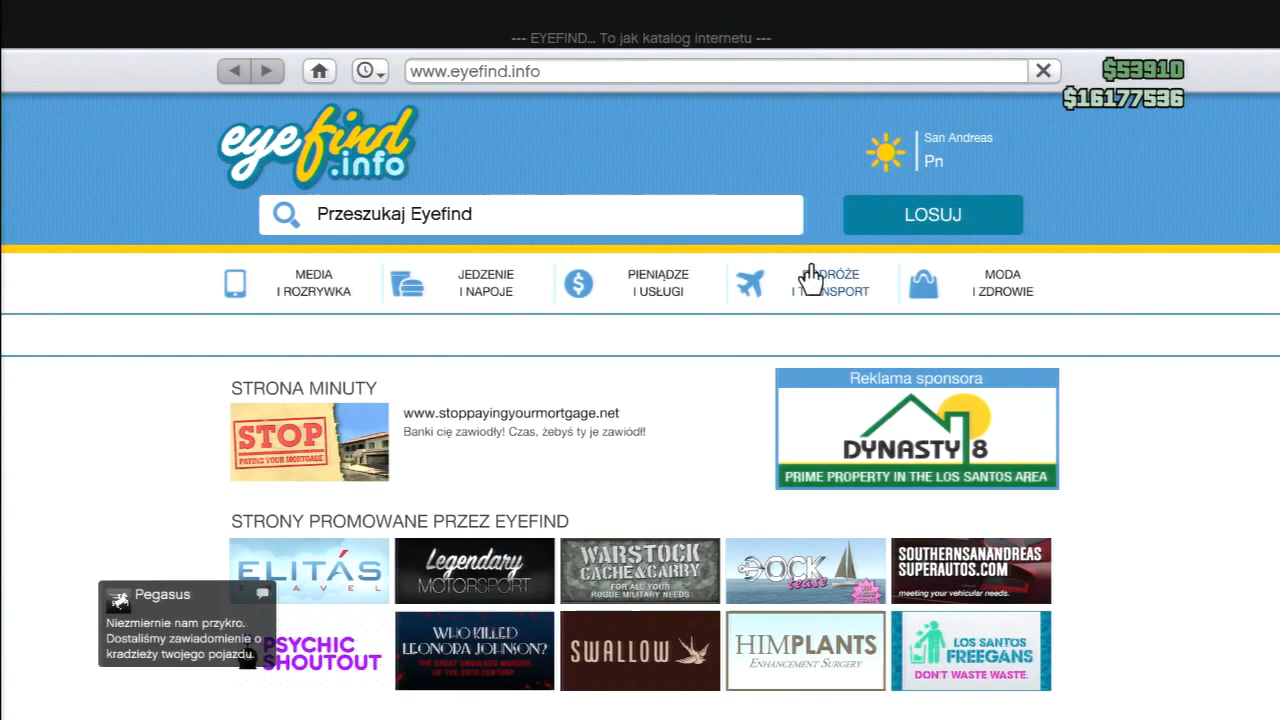 --- EYEFIND... To jak katalog internetu ---
www.eyefind.info
$53910
$16177536
eyefind
.info
San Andreas
Pn
Przeszukaj Eyefind
LOSUJ
MEDIA
I ROZRYWKA
JEDZENIE
I NAPOJE
PIENIĄDZE
I USŁUGI
PODRÓŻE
I TRANSPORT
MODA
I ZDROWIE
STRONA MINUTY
STOP
PAYING YOUR MORTGAGE
www.stoppayingyourmortgage.net
Banki cię zawiodły! Czas, żebyś ty je zawiódł!
Reklama sponsora
DYNASTY 8
PRIME PROPERTY IN THE LOS SANTOS AREA
STRONY PROMOWANE PRZEZ EYEFIND
ELITÁS
TRAVEL
Legendary
MOTORSPORT
WARSTOCK
CACHE & CARRY
FOR ALL YOUR
ROGUE MILITARY NEEDS
DOCK
tease
SOUTHERNSANANDREAS
SUPERAUTOS.COM
meeting your vehicular needs.
Pegasus
Niezmiernie nam przykro.
Dostaliśmy zawiadomienie o
kradzieży twojego pojazdu.
PSYCHIC
SHOUTOUT
WHO KILLED
LEONORA JOHNSON?
THE GREAT UNSOLVED MURDER
OF THE 20TH CENTURY
SWALLOW
HIMPLANTS
ENHANCEMENT SURGERY
LOS SANTOS
FREEGANS
DON'T WASTE WASTE.